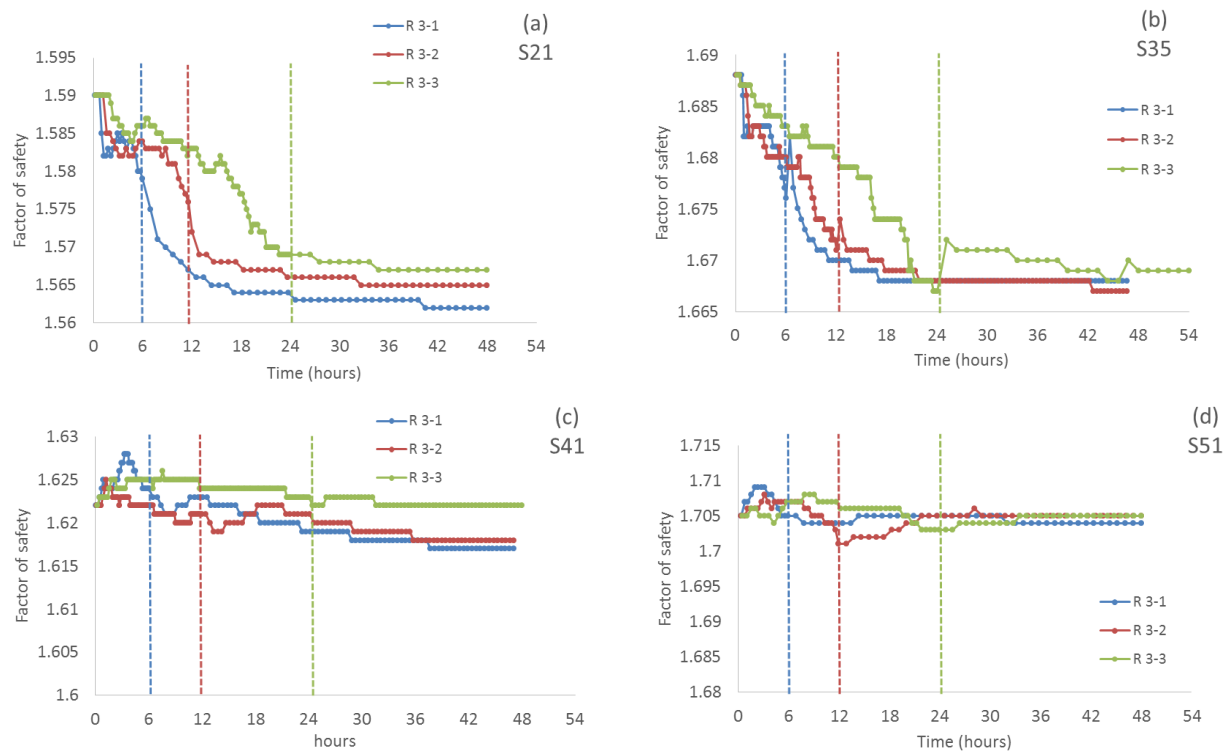 (a)
S21
R 3-1
R 3-2
R 3-3
Factor of safety
1.595
1.59
1.585
1.58
1.575
1.57
1.565
1.56
0 6 12 18 24 30 36 42 48 54
Time (hours)
(b)
S35
R 3-1
R 3-2
R 3-3
Factor of safety
1.69
1.685
1.68
1.675
1.67
1.665
0 6 12 18 24 30 36 42 48 54
Time (hours)
(c)
S41
R 3-1
R 3-2
R 3-3
Factor of safety
1.63
1.625
1.62
1.615
1.61
1.605
1.6
0 6 12 18 24 30 36 42 48 54
hours
(d)
S51
Factor of safety
1.715
1.71
1.705
1.7
1.695
1.69
1.685
1.68
R 3-1
R 3-2
R 3-3
0 6 12 18 24 30 36 42 48 54
Time (hours)